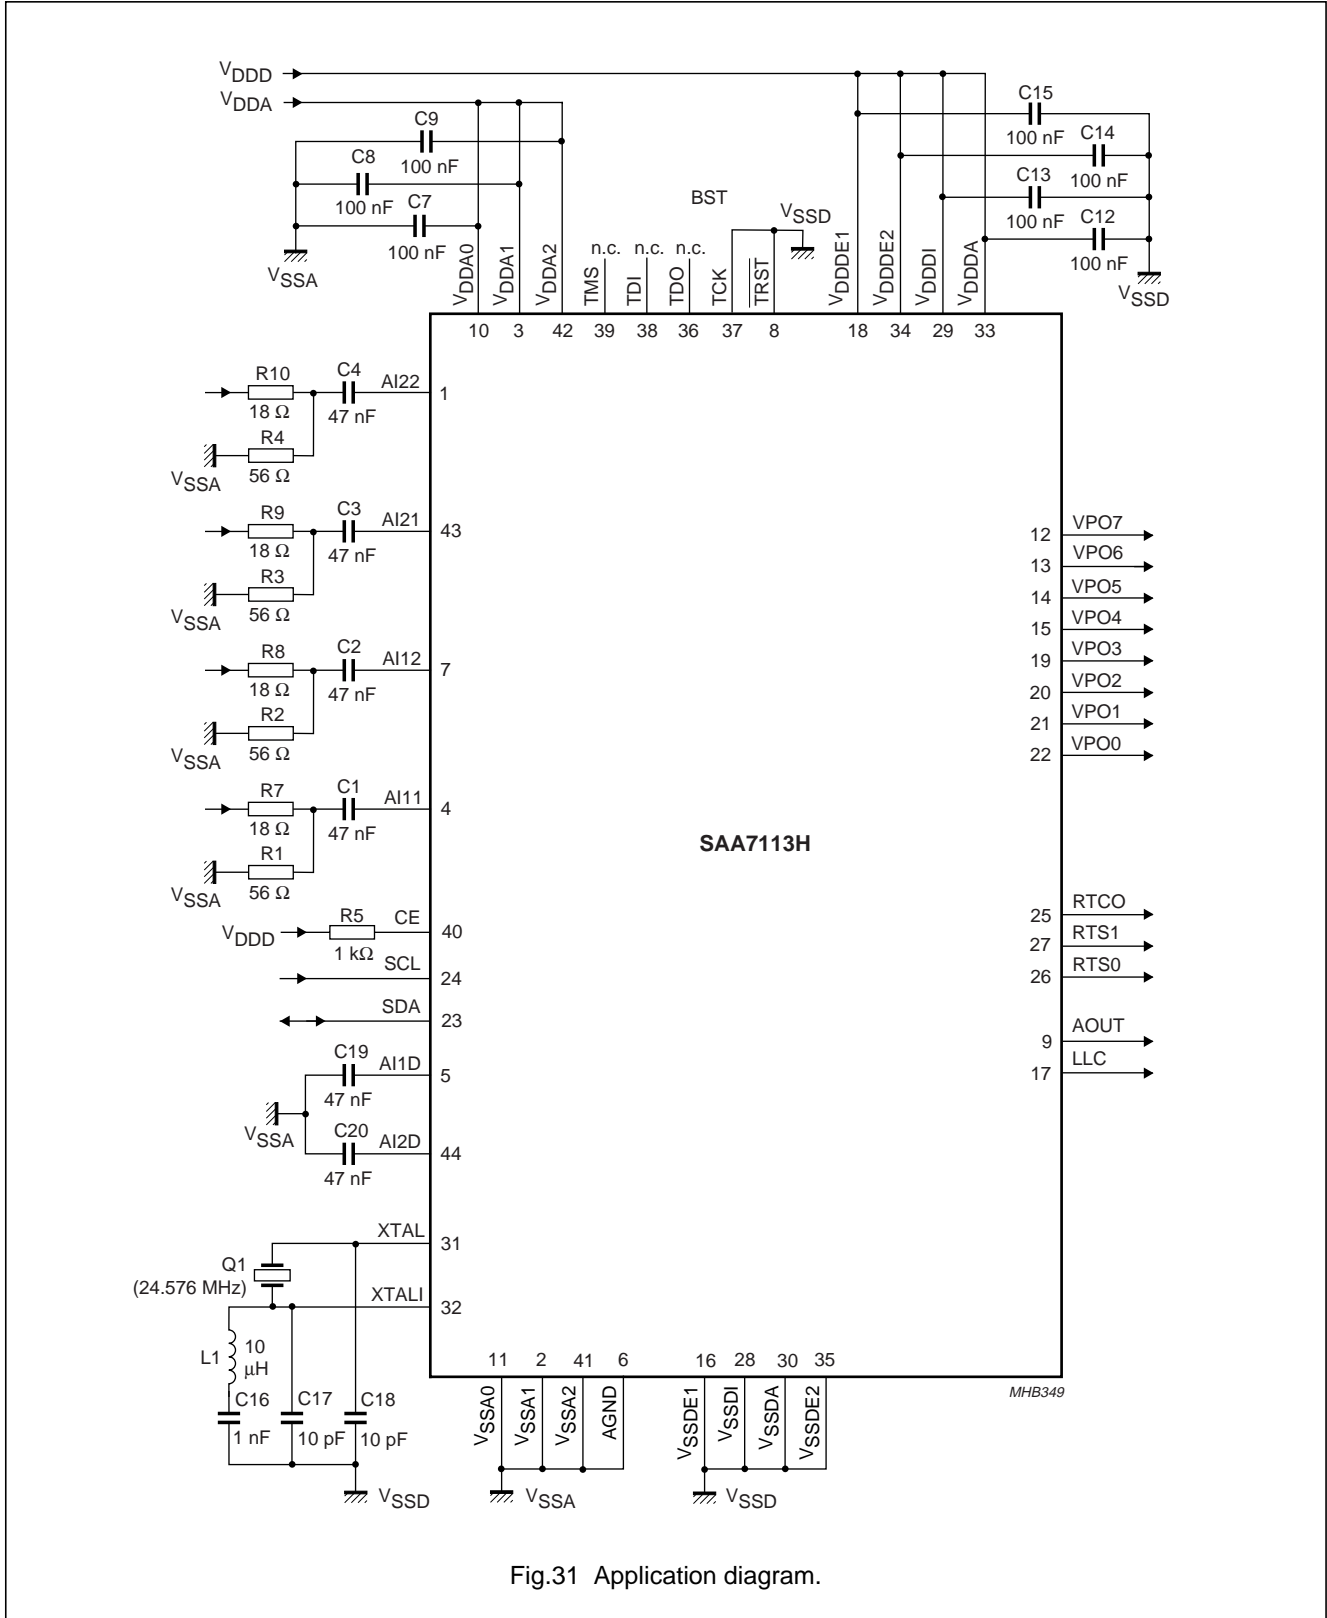 VDDD
VDDA
C9
100 nF
C8
100 nF
C7
100 nF
VSSA
C15
100 nF
C14
100 nF
C13
100 nF
C12
100 nF
VSSD
BST
VSSD
n.c. n.c. n.c.
VDDA0 VDDA1 VDDA2 TMS TDI TDO TCK TRST VDDDE1 VDDDE2 VDDDI VDDDA
10 3 42 39 38 36 37 8 18 34 29 33
R10
18 Ω
C4
47 nF
AI22
1
R4
56 Ω
VSSA
R9
18 Ω
C3
47 nF
AI21
43
R3
56 Ω
VSSA
R8
18 Ω
C2
47 nF
AI12
7
R2
56 Ω
VSSA
R7
18 Ω
C1
47 nF
AI11
4
R1
56 Ω
VSSA
VDDD
R5
1 kΩ
CE
40
SCL
24
SDA
23
C19
47 nF
AI1D
5
VSSA
C20
47 nF
AI2D
44
XTAL
31
Q1
(24.576 MHz)
XTALI
32
L1
10
μH
C16
1 nF
C17
10 pF
C18
10 pF
VSSD
SAA7113H
12 VPO7
13 VPO6
14 VPO5
15 VPO4
19 VPO3
20 VPO2
21 VPO1
22 VPO0
25 RTCO
27 RTS1
26 RTS0
9 AOUT
17 LLC
11 2 41 6 16 28 30 35
VSSA0 VSSA1 VSSA2 AGND VSSDE1 VSSDI VSSDA VSSDE2
VSSA
VSSD
MHB349
Fig.31 Application diagram.